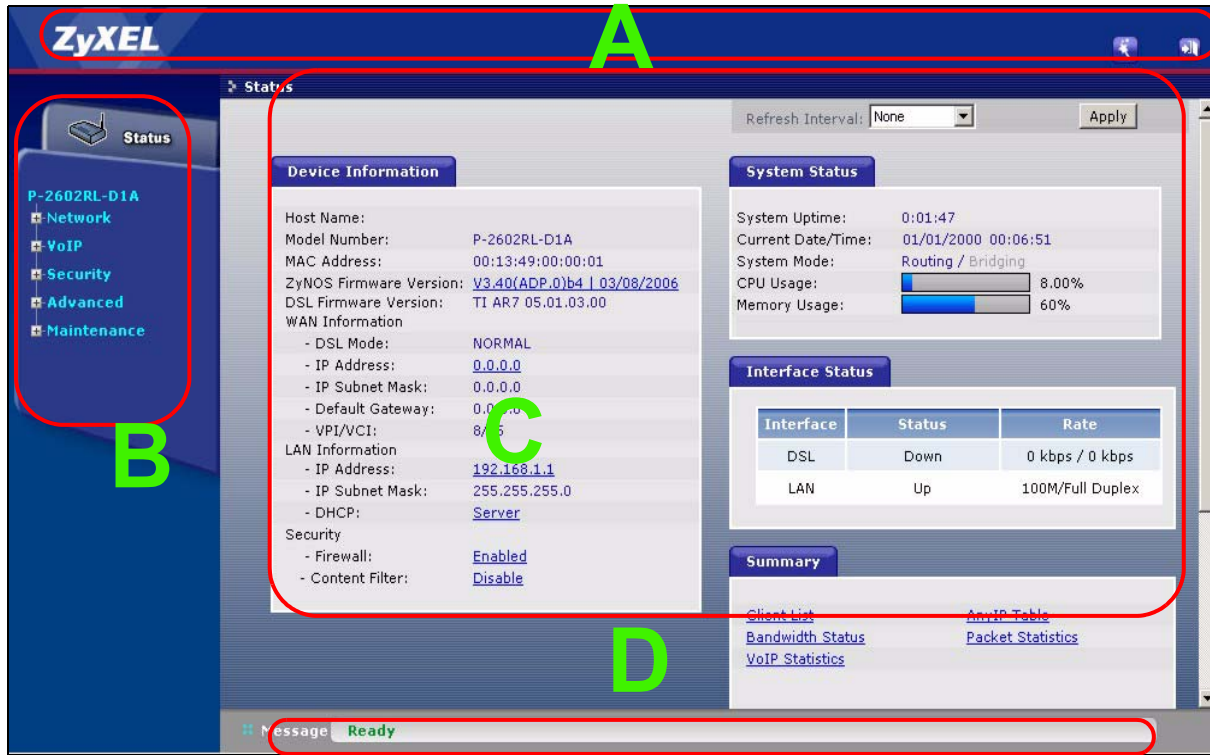 ZyXEL
A
Status
Refresh Interval: None Apply
Status
P-2602RL-D1A
Network
VoIP
Security
Advanced
Maintenance
B
Device Information
Host Name:
Model Number: P-2602RL-D1A
MAC Address: 00:13:49:00:00:01
ZyNOS Firmware Version: V3.40(ADP.0)b4 | 03/08/2006
DSL Firmware Version: TI AR7 05.01.03.00
WAN Information
- DSL Mode: NORMAL
- IP Address: 0.0.0.0
- IP Subnet Mask: 0.0.0.0
- Default Gateway:
- VPI/VCI:
C
LAN Information
- IP Address: 192.168.1.1
- IP Subnet Mask: 255.255.255.0
- DHCP: Server
Security
- Firewall: Enabled
- Content Filter: Disable
System Status
System Uptime: 0:01:47
Current Date/Time: 01/01/2000 00:06:51
System Mode: Routing / Bridging
CPU Usage: 8.00%
Memory Usage: 60%
Interface Status
Interface Status Rate
DSL Down 0 kbps / 0 kbps
LAN Up 100M/Full Duplex
Summary
Client List AnyIP Table
Bandwidth Status Packet Statistics
VoIP Statistics
D
Message Ready